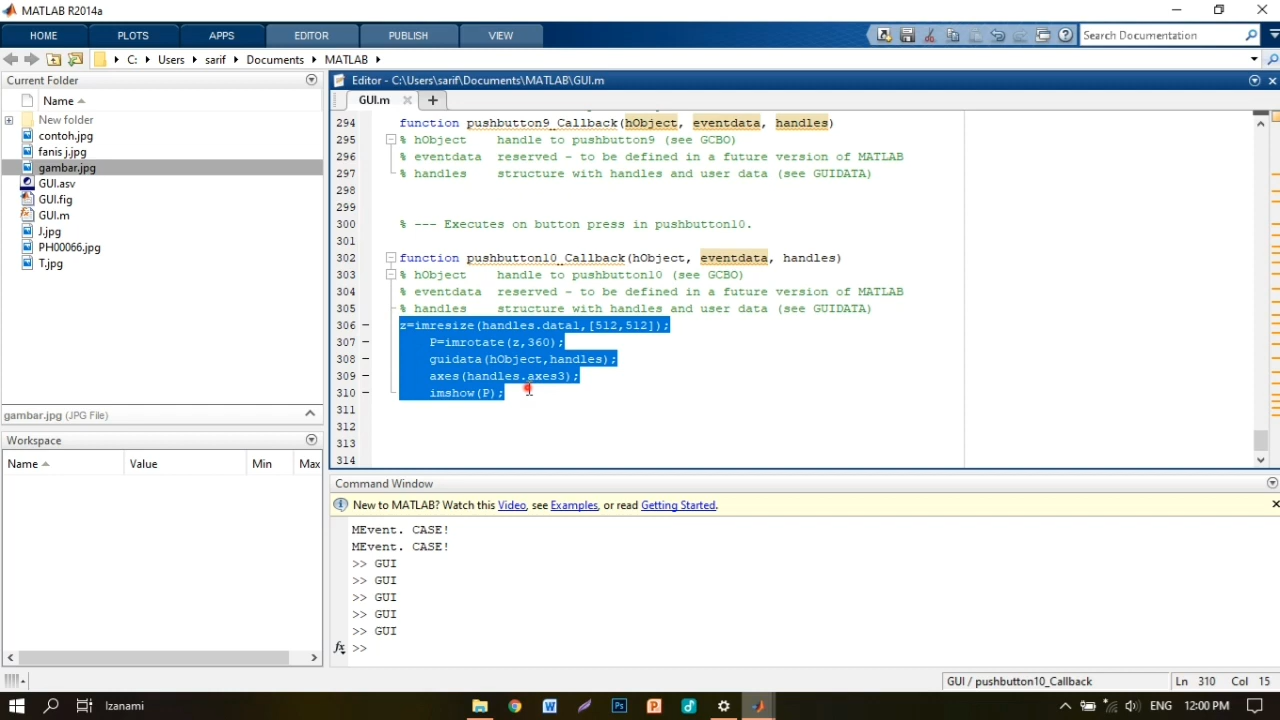 MATLAB R2014a
HOME PLOTS APPS EDITOR PUBLISH VIEW Search Documentation
C: Users sarif Documents MATLAB
Current Folder
Name
New folder
contoh.jpg
fanis j.jpg
gambar.jpg
GUI.asv
GUI.fig
GUI.m
J.jpg
PH00066.jpg
T.jpg
gambar.jpg (JPG File)
Workspace
Name Value Min Max
Editor - C:\Users\sarif\Documents\MATLAB\GUI.m
GUI.m
294 function pushbutton9_Callback(hObject, eventdata, handles)
295 % hObject    handle to pushbutton9 (see GCBO)
296 % eventdata  reserved - to be defined in a future version of MATLAB
297 % handles    structure with handles and user data (see GUIDATA)
298
299
300 % --- Executes on button press in pushbutton10.
301
302 function pushbutton10_Callback(hObject, eventdata, handles)
303 % hObject    handle to pushbutton10 (see GCBO)
304 % eventdata  reserved - to be defined in a future version of MATLAB
305 % handles    structure with handles and user data (see GUIDATA)
306 z=imresize(handles.data1,[512,512]);
307 P=imrotate(z,360);
308 guidata(hObject,handles);
309 axes(handles.axes3);
310 imshow(P);
311
312
313
314
Command Window
New to MATLAB? Watch this Video, see Examples, or read Getting Started.
MEvent. CASE!
MEvent. CASE!
>> GUI
>> GUI
>> GUI
>> GUI
>> GUI
fx >>
GUI / pushbutton10_Callback Ln 310 Col 15
Izanami ENG 12:00 PM